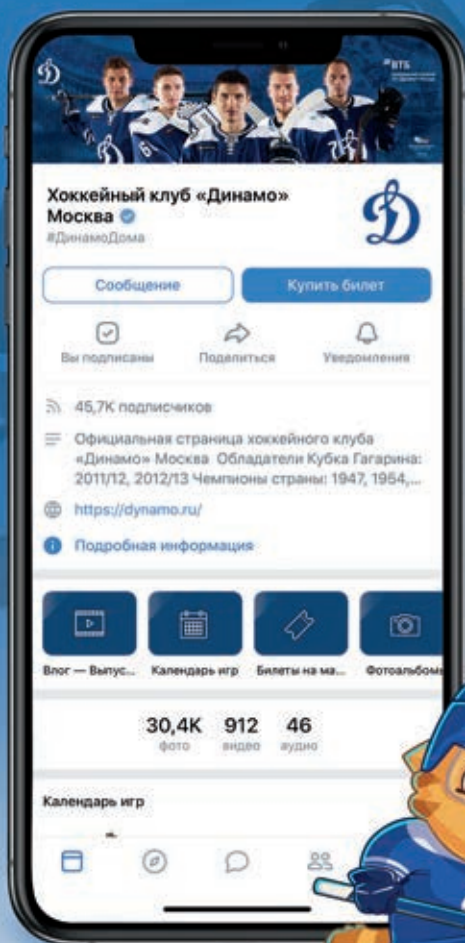 ВТБ
Хоккейный клуб «Динамо»
Москва
#ДинамоДома
Сообщение
Купить билет
Вы подписаны
Поделиться
Уведомления
45,7K подписчиков
Официальная страница хоккейного клуба
«Динамо» Москва Обладатели Кубка Гагарина:
2011/12, 2012/13 Чемпионы страны: 1947, 1954,...
https://dynamo.ru/
Подробная информация
Влог — Выпус...
Календарь игр
Билеты на ма...
Фотоальбомы
30,4K
912
46
фото
видео
аудио
Календарь игр